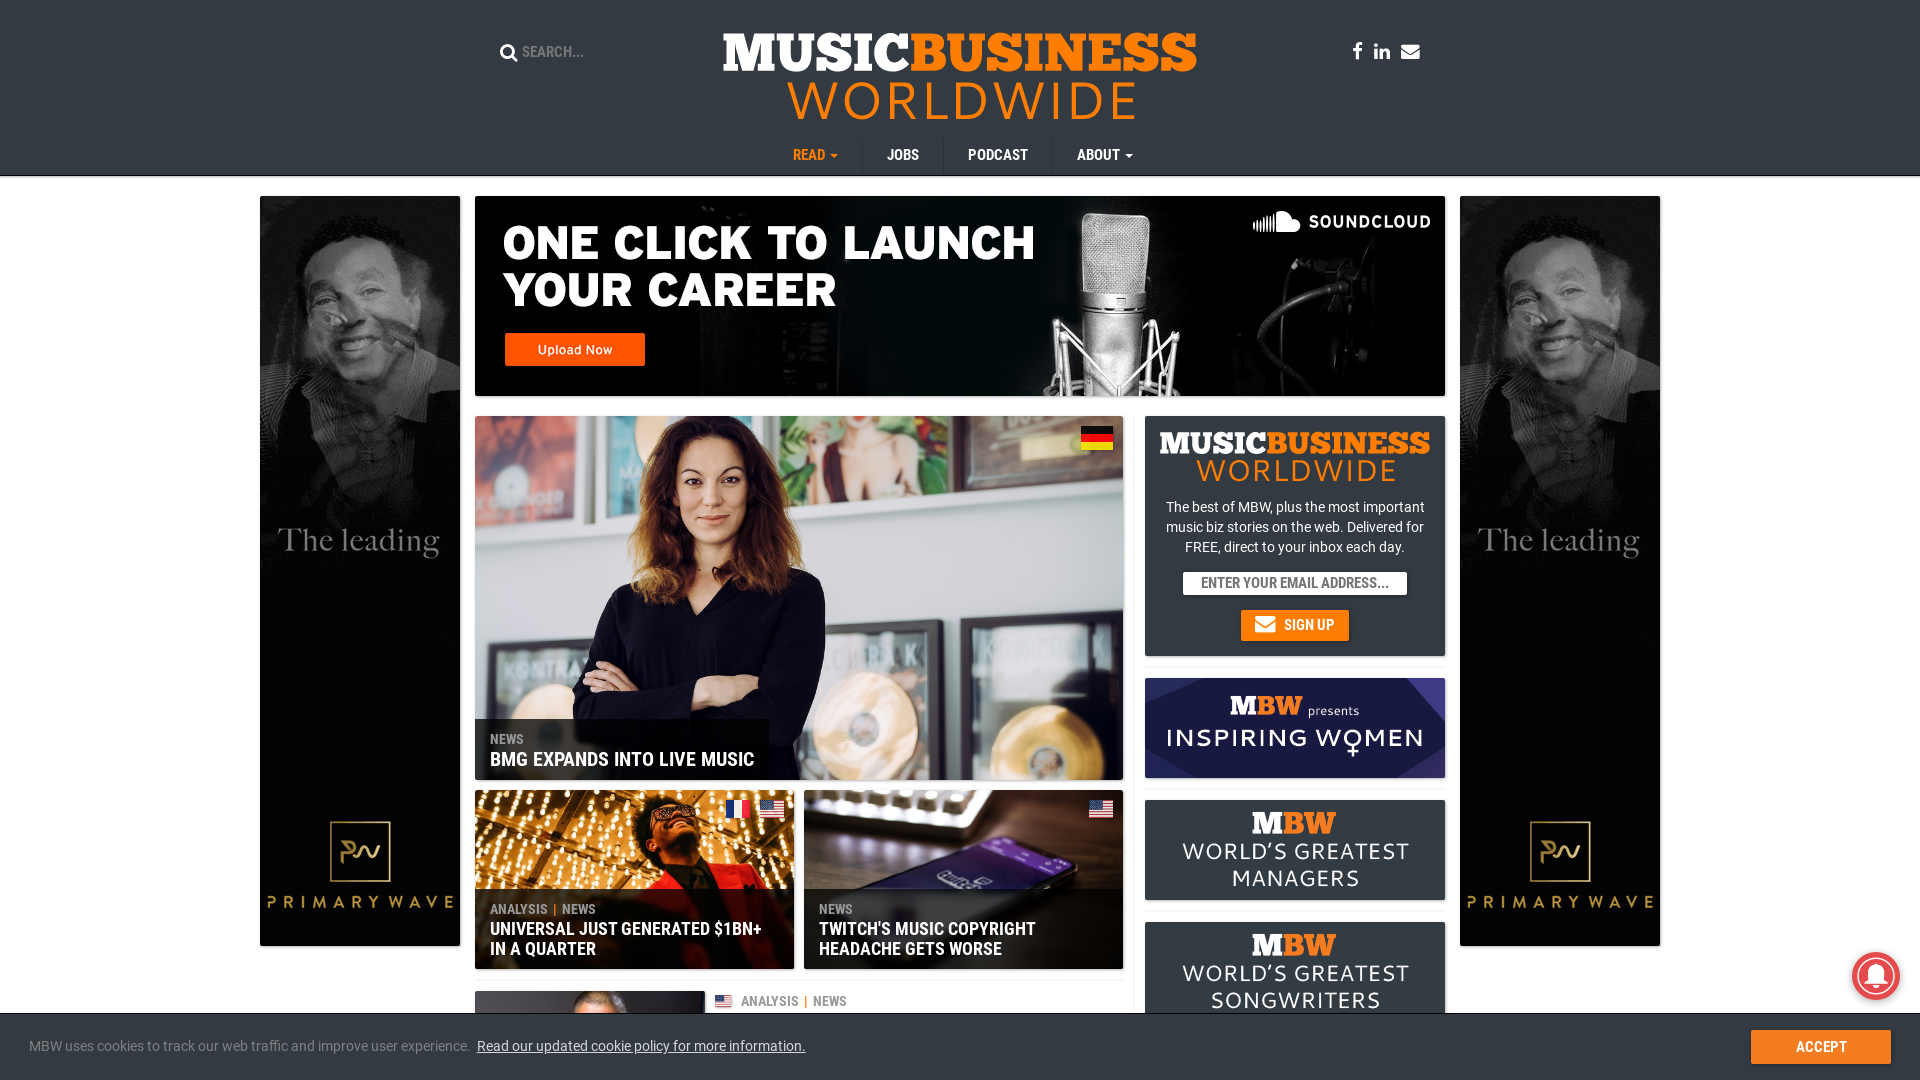 SEARCH...
MUSICBUSINESS
WORLDWIDE
READ
JOBS
PODCAST
ABOUT
ONE CLICK TO LAUNCH
YOUR CAREER
Upload Now
SOUNDCLOUD
The leading
PRIMARY WAVE
NEWS
BMG EXPANDS INTO LIVE MUSIC
ANALYSIS | NEWS
UNIVERSAL JUST GENERATED $1BN+
IN A QUARTER
NEWS
TWITCH'S MUSIC COPYRIGHT
HEADACHE GETS WORSE
ANALYSIS | NEWS
MUSICBUSINESS
WORLDWIDE
The best of MBW, plus the most important
music biz stories on the web. Delivered for
FREE, direct to your inbox each day.
ENTER YOUR EMAIL ADDRESS...
SIGN UP
MBW presents
INSPIRING WOMEN
MBW
WORLD'S GREATEST
MANAGERS
MBW
WORLD'S GREATEST
SONGWRITERS
The leading
PRIMARY WAVE
MBW uses cookies to track our web traffic and improve user experience. Read our updated cookie policy for more information.
ACCEPT